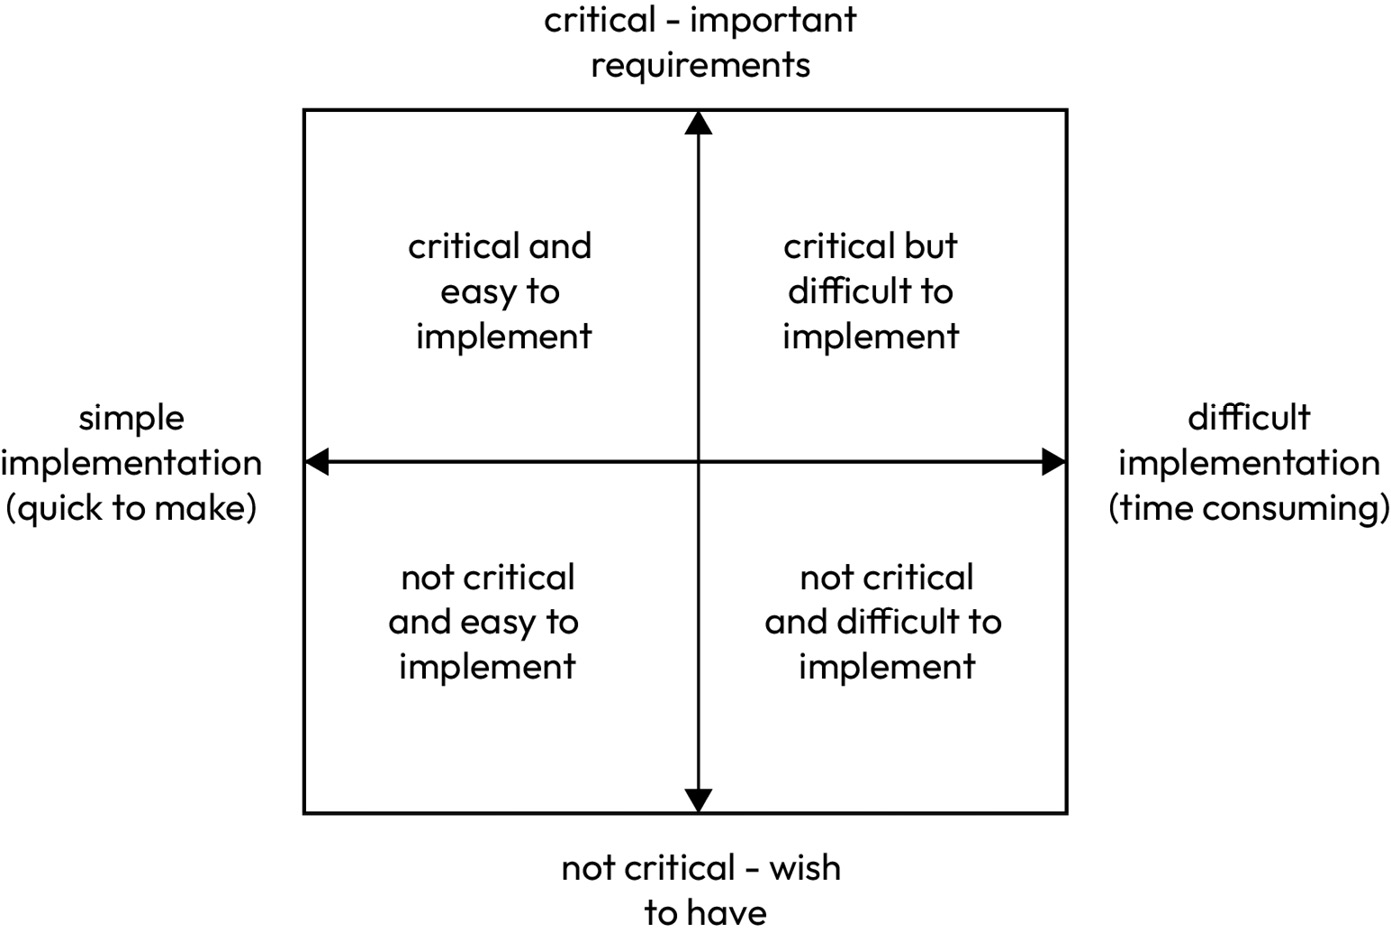 critical - important
requirements
critical and
easy to
implement
critical but
difficult to
implement
simple
implementation
(quick to make)
difficult
implementation
(time consuming)
not critical
and easy to
implement
not critical
and difficult to
implement
not critical - wish
to have